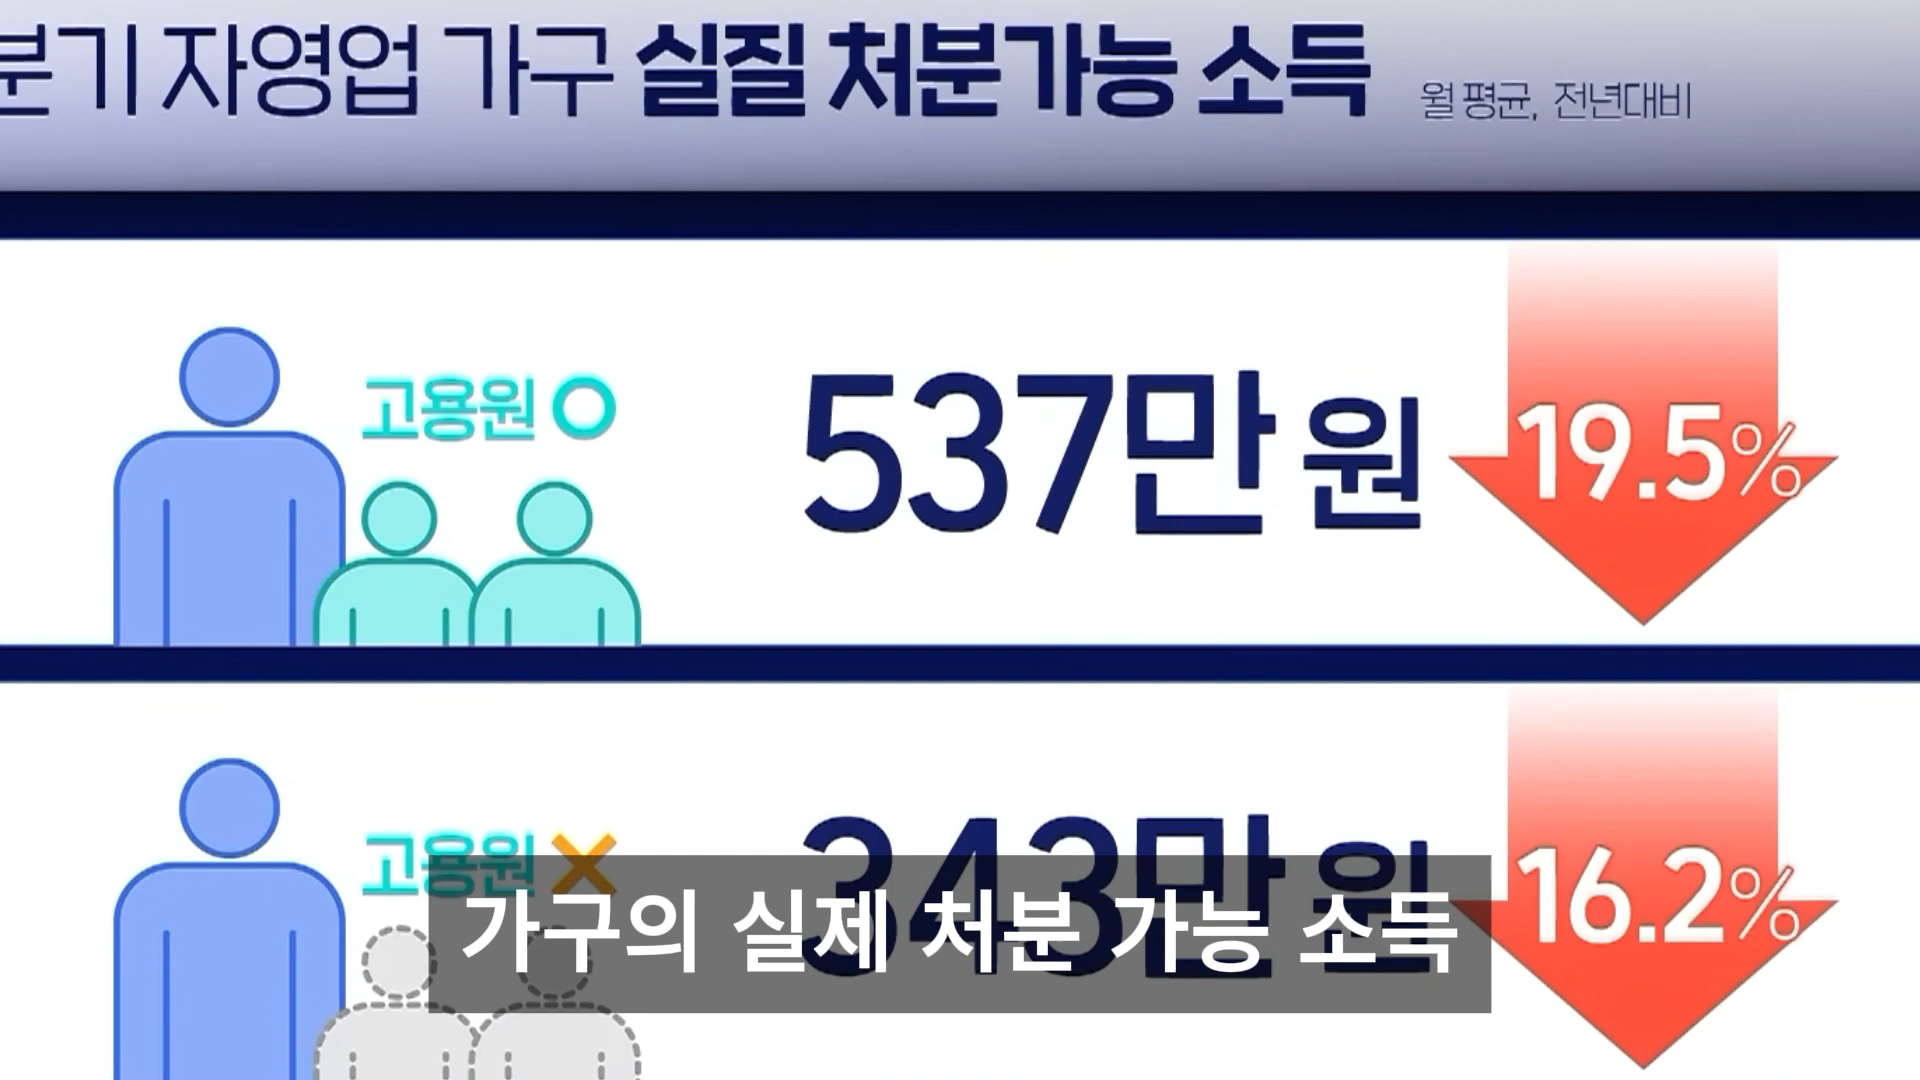 분기 자영업 가구 실질 처분가능 소득 월 평균, 전년대비
고용원 O
537만 원
19.5%
고용원 X
343만 원
16.2%
가구의 실제 처분 가능 소득